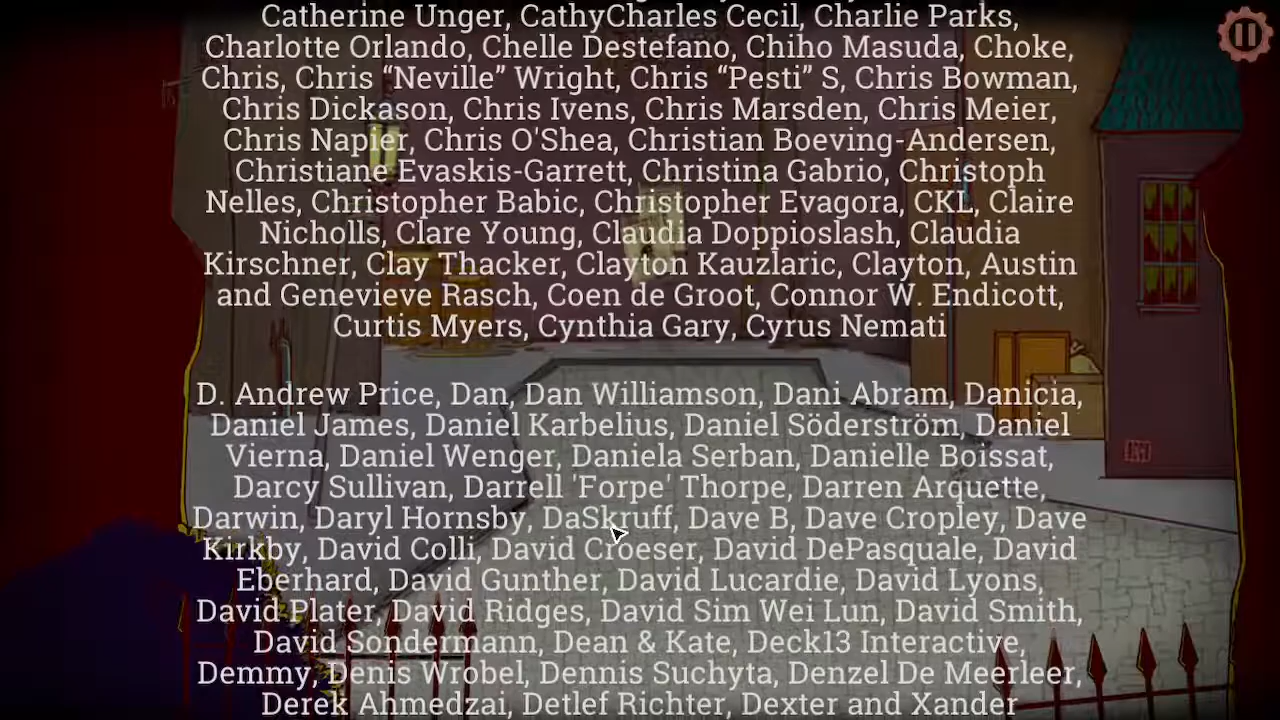 Catherine Unger, CathyCharles Cecil, Charlie Parks,
Charlotte Orlando, Chelle Destefano, Chiho Masuda, Choke,
Chris, Chris “Neville” Wright, Chris “Pesti” S, Chris Bowman,
Chris Dickason, Chris Ivens, Chris Marsden, Chris Meier,
Chris Napier, Chris O'Shea, Christian Boeving-Andersen,
Christiane Evaskis-Garrett, Christina Gabrio, Christoph
Nelles, Christopher Babic, Christopher Evagora, CKL, Claire
Nicholls, Clare Young, Claudia Doppioslash, Claudia
Kirschner, Clay Thacker, Clayton Kauzlaric, Clayton, Austin
and Genevieve Rasch, Coen de Groot, Connor W. Endicott,
Curtis Myers, Cynthia Gary, Cyrus Nemati
D. Andrew Price, Dan, Dan Williamson, Dani Abram, Danicia,
Daniel James, Daniel Karbelius, Daniel Söderström, Daniel
Vierna, Daniel Wenger, Daniela Serban, Danielle Boissat,
Darcy Sullivan, Darrell 'Forpe' Thorpe, Darren Arquette,
Darwin, Daryl Hornsby, DaSkruff, Dave B, Dave Cropley, Dave
Kirkby, David Colli, David Croeser, David DePasquale, David
Eberhard, David Gunther, David Lucardie, David Lyons,
David Plater, David Ridges, David Sim Wei Lun, David Smith,
David Sondermann, Dean & Kate, Deck13 Interactive,
Demmy, Denis Wrobel, Dennis Suchyta, Denzel De Meerleer,
Derek Ahmedzai, Detlef Richter, Dexter and Xander